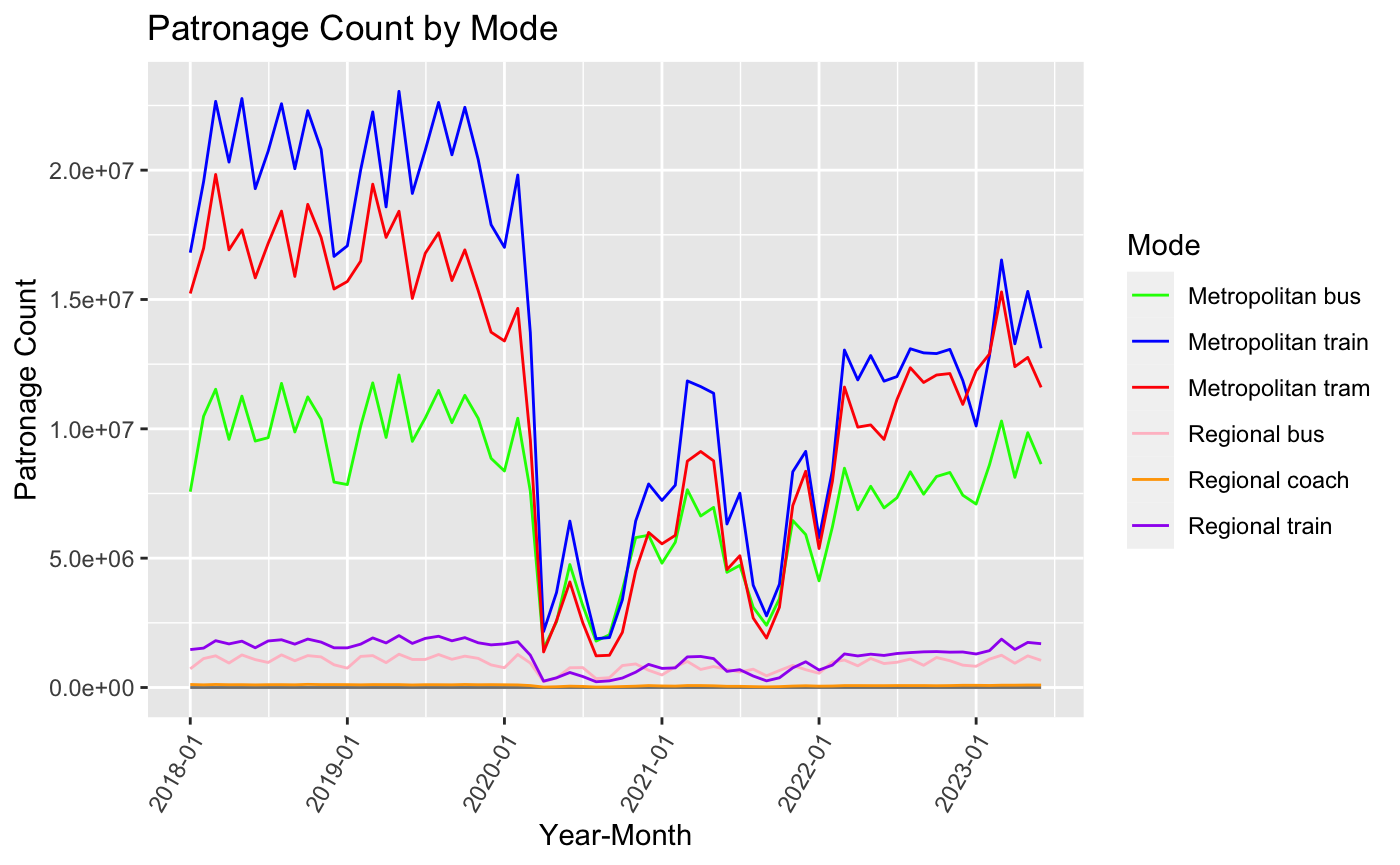 Patronage Count by Mode
Patronage Count
2.0e+07
1.5e+07
1.0e+07
5.0e+06
0.0e+00
2018-01
2019-01
2020-01
2021-01
2022-01
2023-01
Year-Month
Mode
Metropolitan bus
Metropolitan train
Metropolitan tram
Regional bus
Regional coach
Regional train